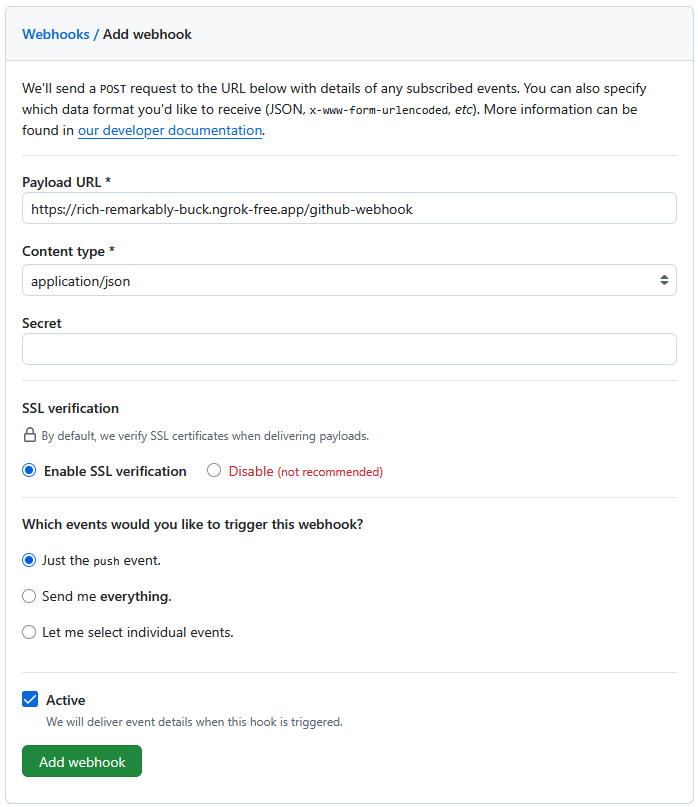 Webhooks / Add webhook
We'll send a POST request to the URL below with details of any subscribed events. You can also specify
which data format you'd like to receive (JSON, x-www-form-urlencoded, etc). More information can be
found in our developer documentation.
Payload URL *
https://rich-remarkably-buck.ngrok-free.app/github-webhook
Content type *
application/json
Secret
SSL verification
By default, we verify SSL certificates when delivering payloads.
Enable SSL verification Disable (not recommended)
Which events would you like to trigger this webhook?
Just the push event.
Send me everything.
Let me select individual events.
Active
We will deliver event details when this hook is triggered.
Add webhook